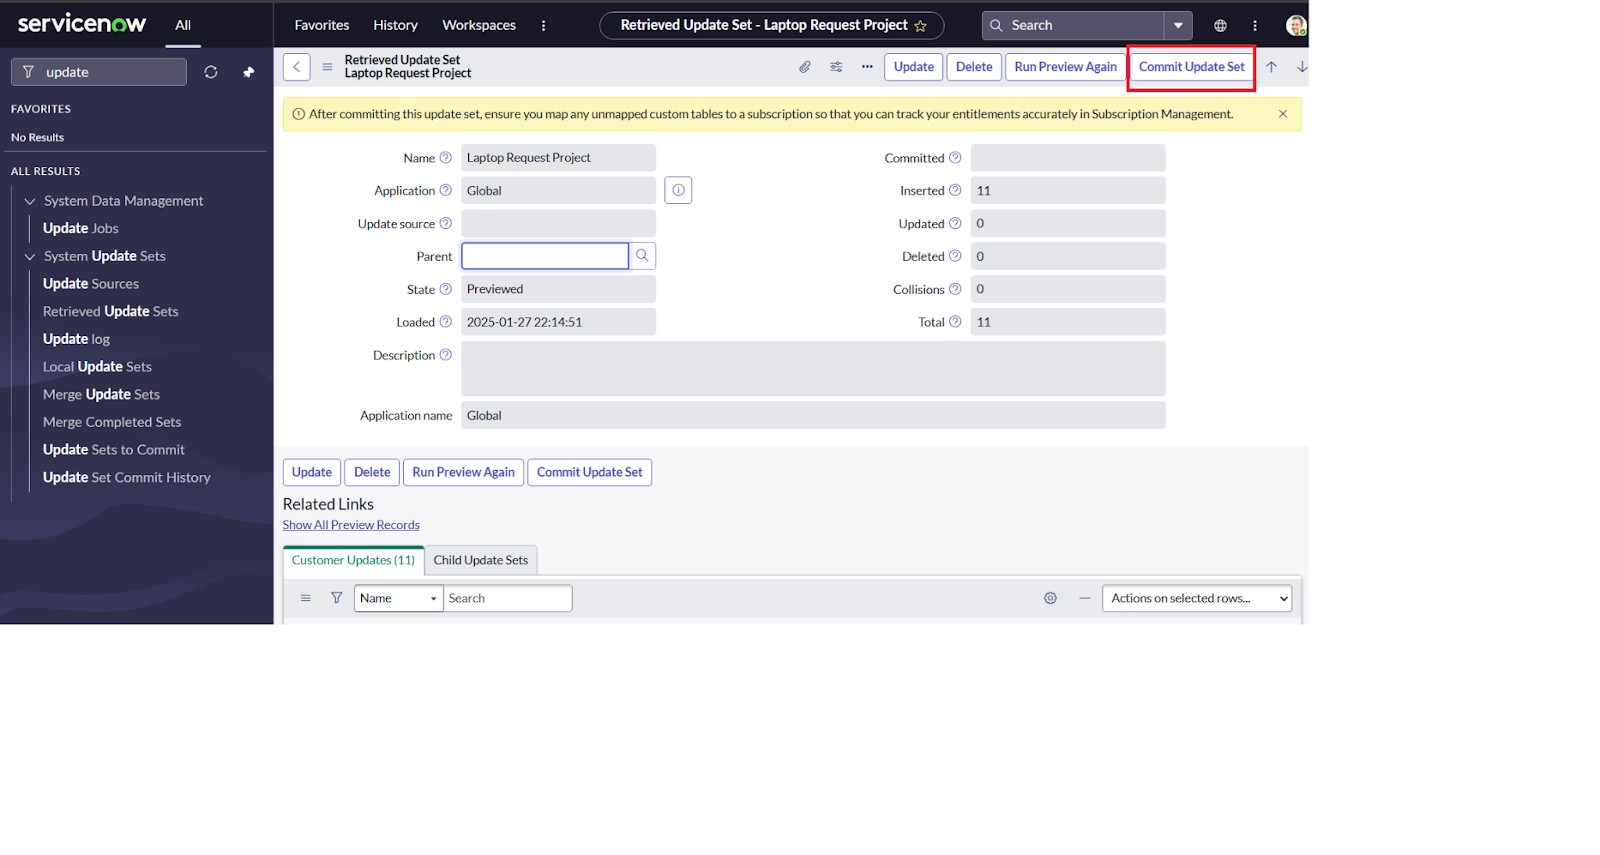 servicenow
All
Favorites
History
Workspaces
Retrieved Update Set - Laptop Request Project
Search
update
FAVORITES
No Results
ALL RESULTS
System Data Management
Update Jobs
System Update Sets
Update Sources
Retrieved Update Sets
Update log
Local Update Sets
Merge Update Sets
Merge Completed Sets
Update Sets to Commit
Update Set Commit History
Retrieved Update Set
Laptop Request Project
Update
Delete
Run Preview Again
Commit Update Set
After committing this update set, ensure you map any unmapped custom tables to a subscription so that you can track your entitlements accurately in Subscription Management.
Name Laptop Request Project
Application Global
Update source
Parent
State Previewed
Loaded 2025-01-27 22:14:51
Committed
Inserted 11
Updated 0
Deleted 0
Collisions 0
Total 11
Description
Application name Global
Update
Delete
Run Preview Again
Commit Update Set
Related Links
Show All Preview Records
Customer Updates (11)
Child Update Sets
Name
Search
Actions on selected rows...